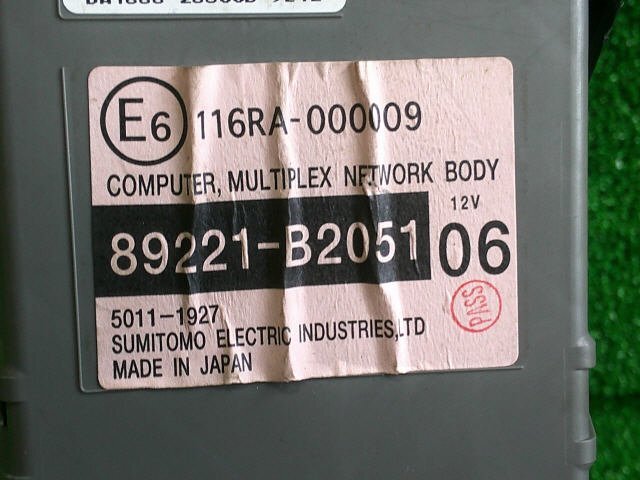 E6 116RA-000009
COMPUTER, MULTIPLEX NETWORK BODY
12V
89221-B2051 06
PASS
5011-1927
SUMITOMO ELECTRIC INDUSTRIES,LTD
MADE IN JAPAN